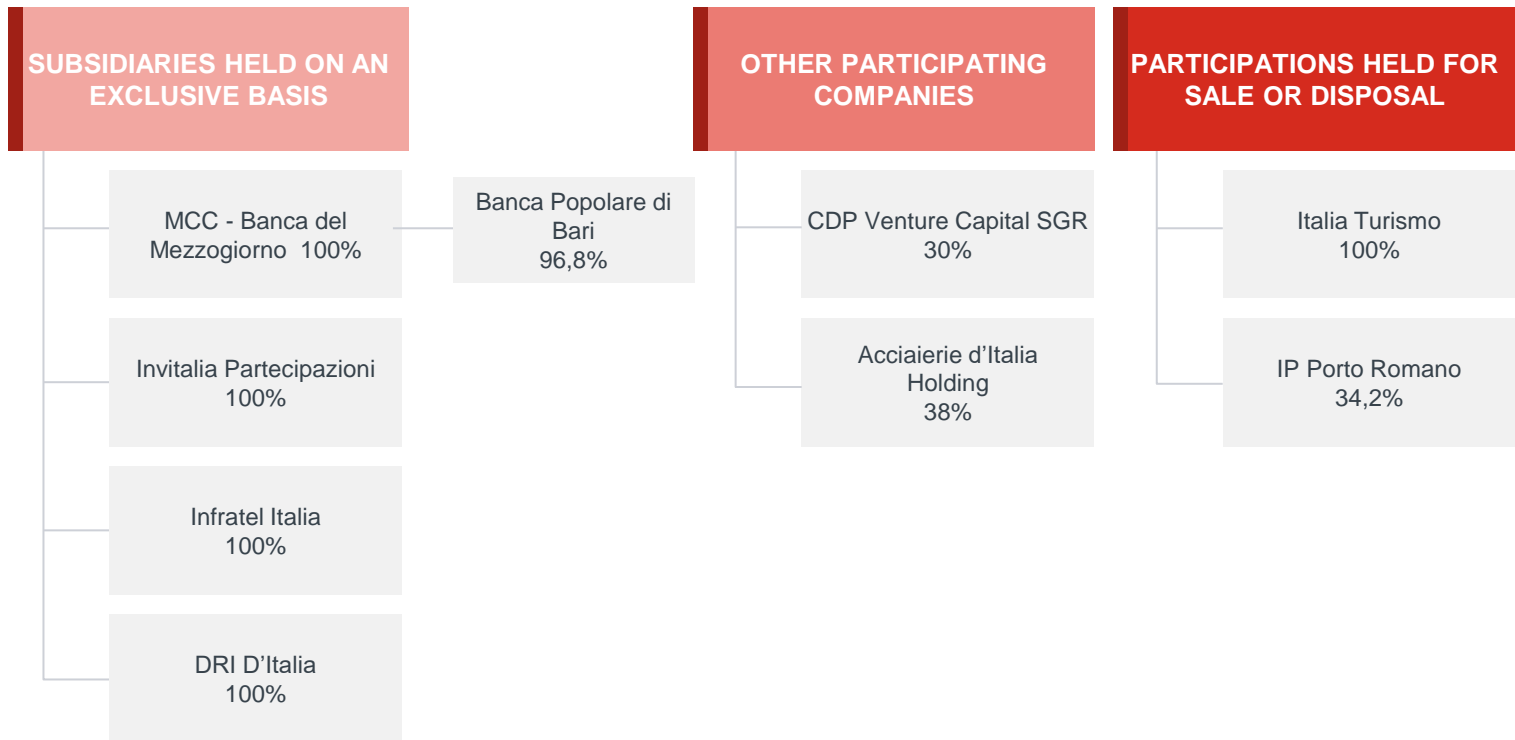 SUBSIDIARIES HELD ON AN
EXCLUSIVE BASIS
MCC - Banca del
Mezzogiorno 100%
Banca Popolare di
Bari
96,8%
Invitalia Partecipazioni
100%
Infratel Italia
100%
DRI D’Italia
100%
OTHER PARTICIPATING
COMPANIES
CDP Venture Capital SGR
30%
Acciaierie d’Italia
Holding
38%
PARTICIPATIONS HELD FOR
SALE OR DISPOSAL
Italia Turismo
100%
IP Porto Romano
34,2%